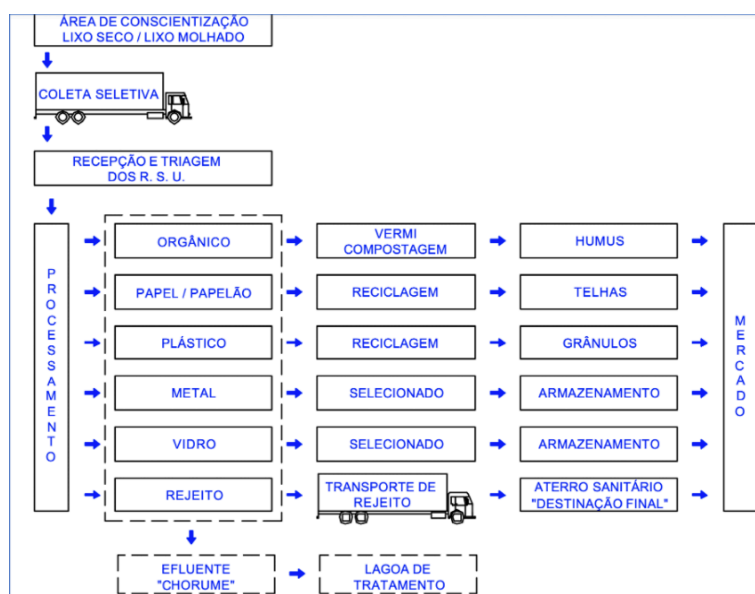 ÁREA DE CONSCIENTIZAÇÃO
LIXO SECO / LIXO MOLHADO
COLETA SELETIVA
RECEPÇÃO E TRIAGEM
DOS R. S. U.
PROCESSAMENTO
ORGÂNICO
VERMI
COMPOSTAGEM
HUMUS
PAPEL / PAPELÃO
RECICLAGEM
TELHAS
PLÁSTICO
RECICLAGEM
GRÂNULOS
METAL
SELECIONADO
ARMAZENAMENTO
VIDRO
SELECIONADO
ARMAZENAMENTO
REJEITO
TRANSPORTE DE
REJEITO
ATERRO SANITÁRIO
"DESTINAÇÃO FINAL"
MERCADO
EFLUENTE
"CHORUME"
LAGOA DE
TRATAMENTO